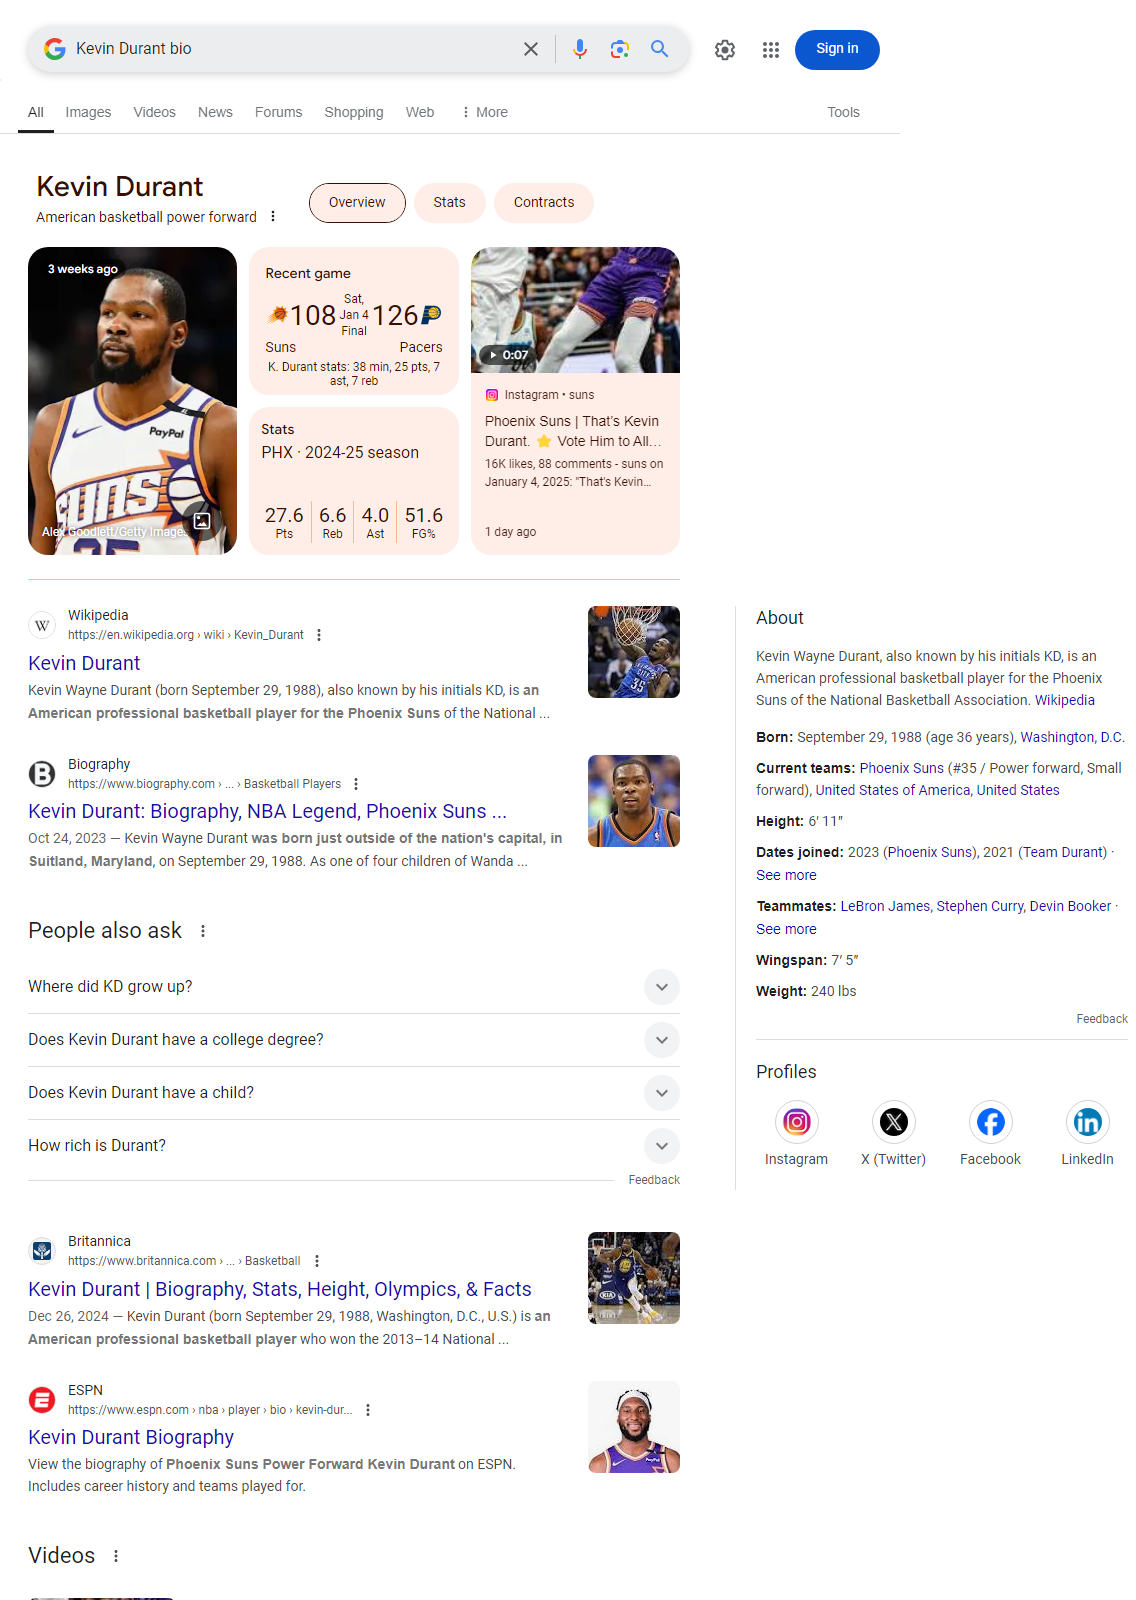 Kevin Durant bio
Sign in
All Images Videos News Forums Shopping Web More Tools
Kevin Durant
American basketball power forward
Overview Stats Contracts
3 weeks ago
PayPal
SUNS
35
Alex Goodlett/Getty Image...
Recent game
108 Sat, Jan 4 Final 126
Suns Pacers
K. Durant stats: 38 min, 25 pts, 7
ast, 7 reb
Stats
PHX · 2024-25 season
27.6 6.6 4.0 51.6
Pts Reb Ast FG%
0:07
Instagram • suns
Phoenix Suns | That's Kevin
Durant. ⭐ Vote Him to All...
16K likes, 88 comments - suns on
January 4, 2025: "That's Kevin...
1 day ago
Wikipedia
https://en.wikipedia.org › wiki › Kevin_Durant
Kevin Durant
Kevin Wayne Durant (born September 29, 1988), also known by his initials KD, is an
American professional basketball player for the Phoenix Suns of the National ...
Biography
https://www.biography.com › ... › Basketball Players
Kevin Durant: Biography, NBA Legend, Phoenix Suns ...
Oct 24, 2023 — Kevin Wayne Durant was born just outside of the nation's capital, in
Suitland, Maryland, on September 29, 1988. As one of four children of Wanda ...
People also ask
Where did KD grow up?
Does Kevin Durant have a college degree?
Does Kevin Durant have a child?
How rich is Durant?
Feedback
Britannica
https://www.britannica.com › ... › Basketball
Kevin Durant | Biography, Stats, Height, Olympics, & Facts
Dec 26, 2024 — Kevin Durant (born September 29, 1988, Washington, D.C., U.S.) is an
American professional basketball player who won the 2013–14 National ...
ESPN
https://www.espn.com › nba › player › bio › kevin-dur...
Kevin Durant Biography
View the biography of Phoenix Suns Power Forward Kevin Durant on ESPN.
Includes career history and teams played for.
Videos
About
Kevin Wayne Durant, also known by his initials KD, is an
American professional basketball player for the Phoenix
Suns of the National Basketball Association. Wikipedia
Born: September 29, 1988 (age 36 years), Washington, D.C.
Current teams: Phoenix Suns (#35 / Power forward, Small
forward), United States of America, United States
Height: 6′ 11″
Dates joined: 2023 (Phoenix Suns), 2021 (Team Durant) ·
See more
Teammates: LeBron James, Stephen Curry, Devin Booker ·
See more
Wingspan: 7′ 5″
Weight: 240 lbs
Feedback
Profiles
Instagram X (Twitter) Facebook LinkedIn